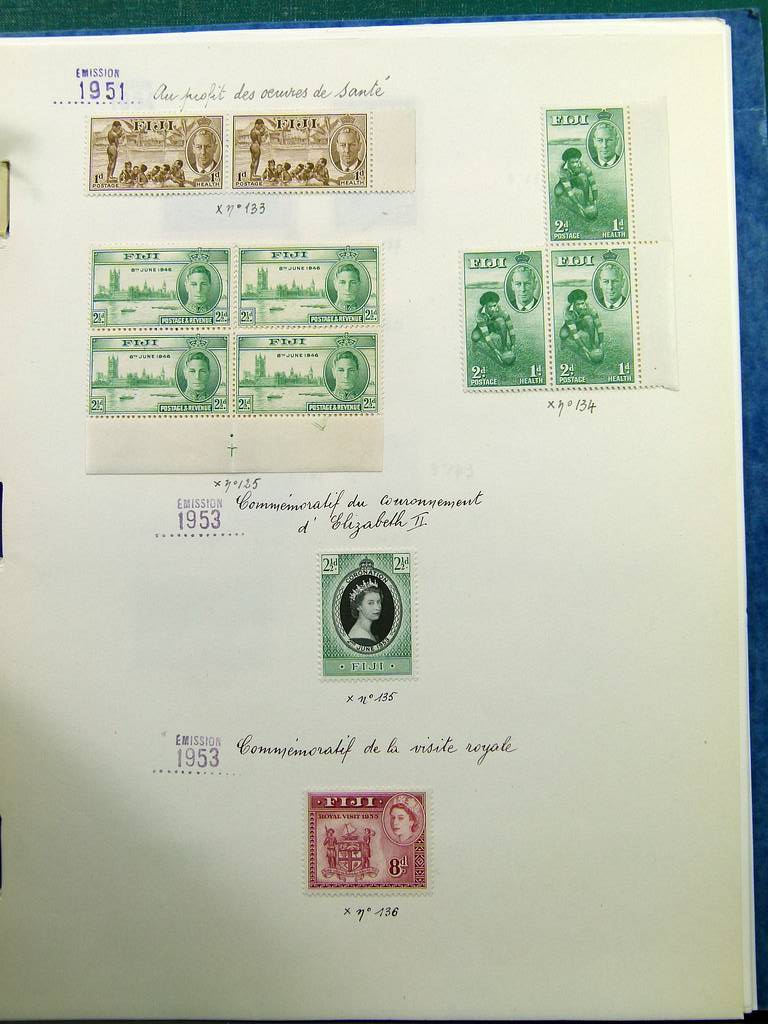 EMISSION
1951
Au profit des oeuvres de santé
FIJI
1d 1d
POSTAGE HEALTH
FIJI
1d 1d
POSTAGE HEALTH
x n° 133
FIJI
2d 1d
POSTAGE HEALTH
FIJI
2d 1d
POSTAGE HEALTH
FIJI
2d 1d
POSTAGE HEALTH
x n° 134
FIJI
8TH JUNE 1946
2½d POSTAGE & REVENUE 2½d
FIJI
8TH JUNE 1946
2½d POSTAGE & REVENUE 2½d
FIJI
8TH JUNE 1946
2½d POSTAGE & REVENUE 2½d
FIJI
8TH JUNE 1946
2½d POSTAGE & REVENUE 2½d
x n° 125
EMISSION
1953
Commémoratif du couronnement
d'Elizabeth II.
2½d 2½d
CORONATION
2ND JUNE 1953
· FIJI ·
x n° 135
EMISSION
1953
Commémoratif de la visite royale
· FIJI ·
ROYAL VISIT 1953
8d
x n° 136